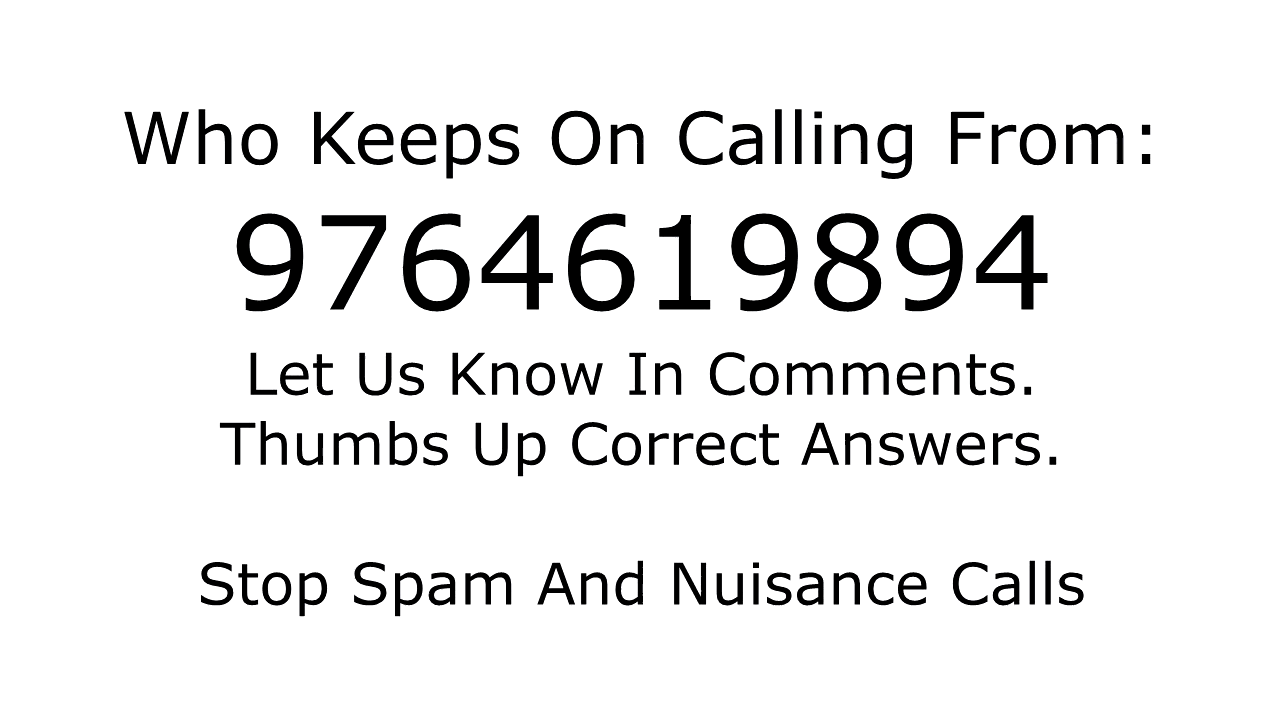 Who Keeps On Calling From:
9764619894
Let Us Know In Comments.
Thumbs Up Correct Answers.
Stop Spam And Nuisance Calls